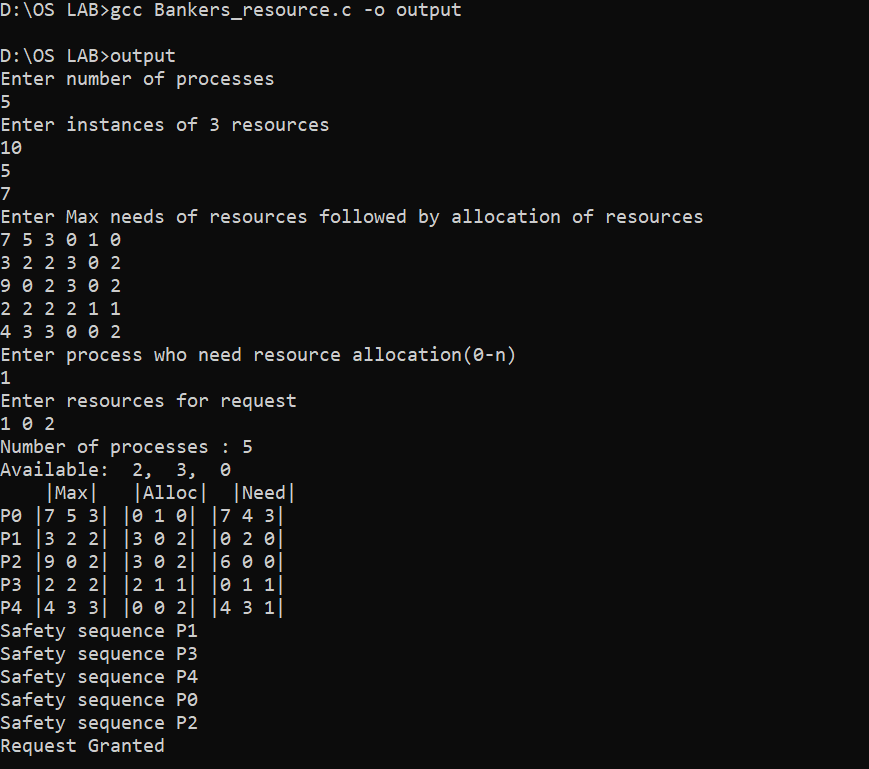 D:\OS LAB>gcc Bankers_resource.c -o output
D:\OS LAB>output
Enter number of processes
5
Enter instances of 3 resources
10
5
7
Enter Max needs of resources followed by allocation of resources
7 5 3 0 1 0
3 2 2 3 0 2
9 0 2 3 0 2
2 2 2 2 1 1
4 3 3 0 0 2
Enter process who need resource allocation(0-n)
1
Enter resources for request
1 0 2
Number of processes : 5
Available:  2,  3,  0
    |Max|   |Alloc|  |Need|
P0 |7 5 3| |0 1 0| |7 4 3|
P1 |3 2 2| |3 0 2| |0 2 0|
P2 |9 0 2| |3 0 2| |6 0 0|
P3 |2 2 2| |2 1 1| |0 1 1|
P4 |4 3 3| |0 0 2| |4 3 1|
Safety sequence P1
Safety sequence P3
Safety sequence P4
Safety sequence P0
Safety sequence P2
Request Granted